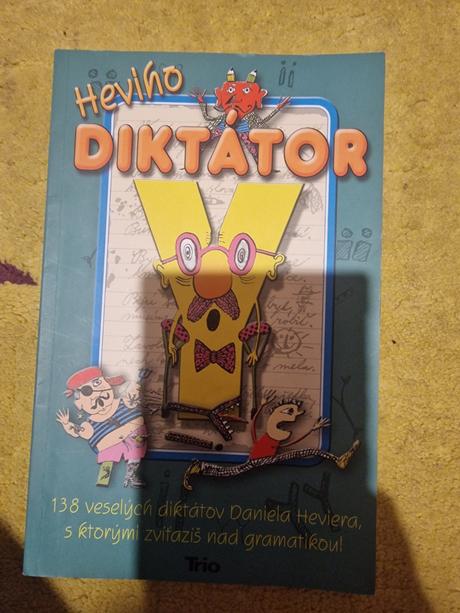 Heviho
DIKTÁTOR
138 veselých diktátov Daniela Heviera,
s ktorými zvíťazíš nad gramatikou!
Trio